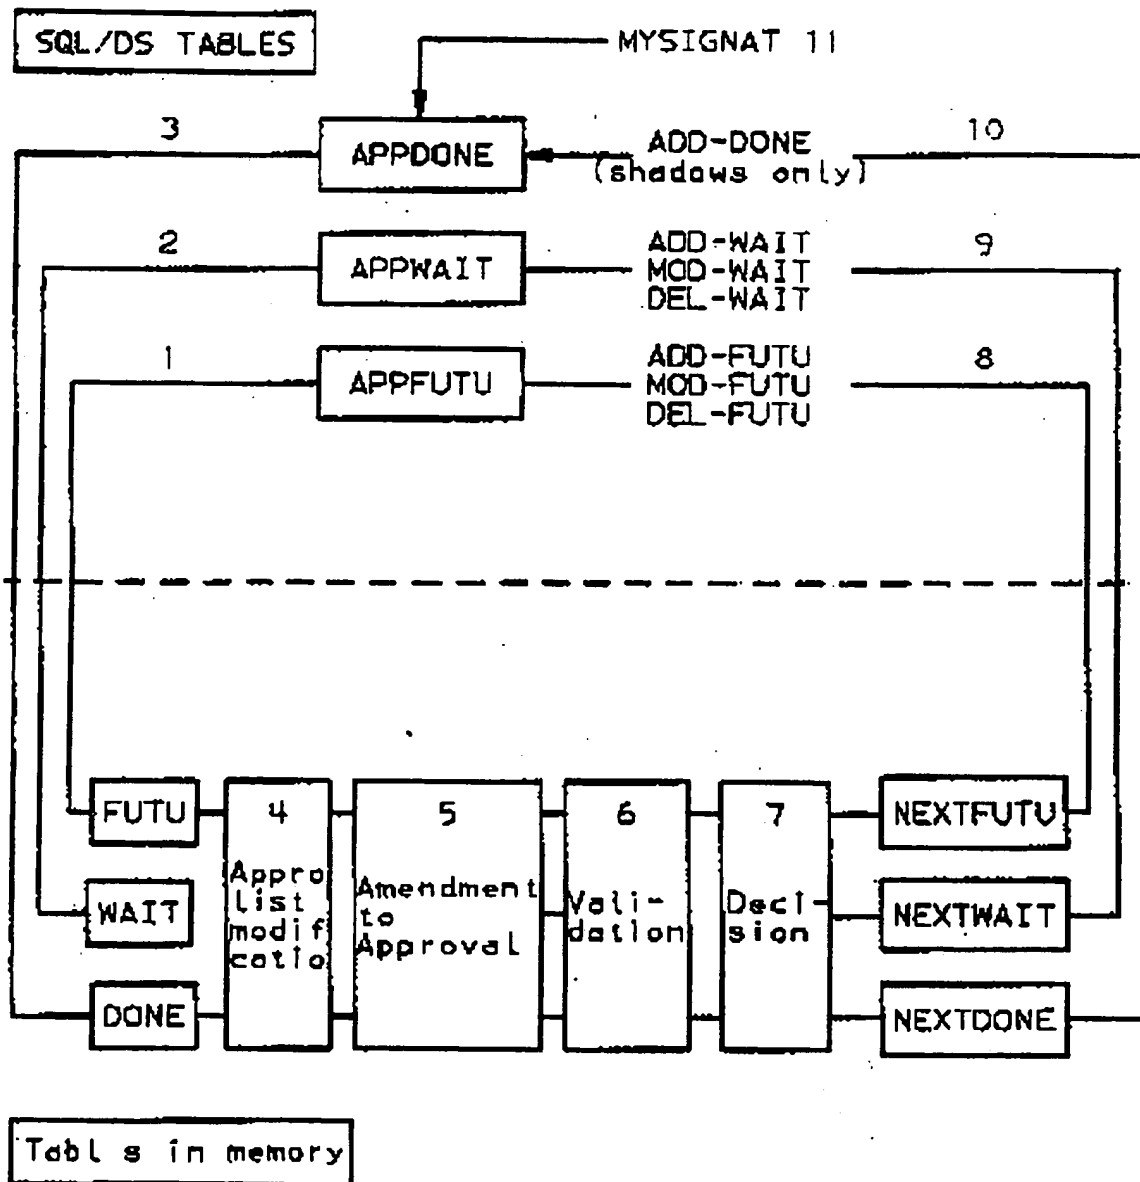 SQL/DS TABLES
MYSIGNAT 11
3
APPDONE
ADD-DONE
(shadows only)
10
2
APPWAIT
ADD-WAIT
MOD-WAIT
DEL-WAIT
9
1
APPFUTU
ADD-FUTU
MOD-FUTU
DEL-FUTU
8
FUTU
WAIT
DONE
4
Appro
list
modif
catio
5
Amendment
to
Approval
6
Vali-
dation
7
Deci-
sion
NEXTFUTU
NEXTWAIT
NEXTDONE
Tabl s in memory